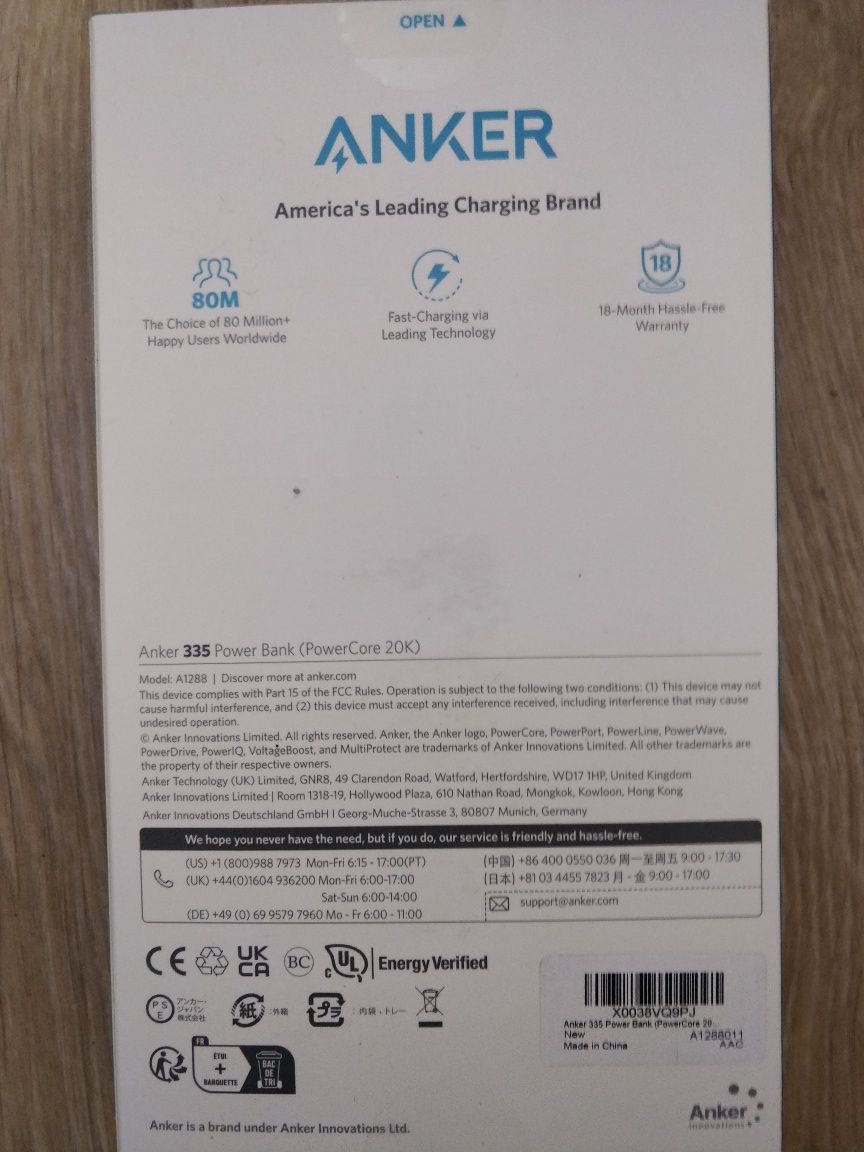 OPEN ▲
ANKER
America's Leading Charging Brand
80M
The Choice of 80 Million+
Happy Users Worldwide
Fast-Charging via
Leading Technology
18
18-Month Hassle-Free
Warranty
Anker 335 Power Bank (PowerCore 20K)
Model: A1288 | Discover more at anker.com
This device complies with Part 15 of the FCC Rules. Operation is subject to the following two conditions: (1) This device may not
cause harmful interference, and (2) this device must accept any interference received, including interference that may cause
undesired operation.
© Anker Innovations Limited. All rights reserved. Anker, the Anker logo, PowerCore, PowerPort, PowerLine, PowerWave,
PowerDrive, PowerIQ, VoltageBoost, and MultiProtect are trademarks of Anker Innovations Limited. All other trademarks are
the property of their respective owners.
Anker Technology (UK) Limited, GNR8, 49 Clarendon Road, Watford, Hertfordshire, WD17 1HP, United Kingdom
Anker Innovations Limited | Room 1318-19, Hollywood Plaza, 610 Nathan Road, Mongkok, Kowloon, Hong Kong
Anker Innovations Deutschland GmbH I Georg-Muche-Strasse 3, 80807 Munich, Germany
We hope you never have the need, but if you do, our service is friendly and hassle-free.
(US) +1 (800)988 7973 Mon-Fri 6:15 - 17:00(PT)
(UK) +44(0)1604 936200 Mon-Fri 6:00-17:00
Sat-Sun 6:00-14:00
(DE) +49 (0) 69 9579 7960 Mo - Fr 6:00 - 11:00
(中国) +86 400 0550 036 周一至周五 9:00 - 17:30
(日本) +81 03 4455 7823 月 - 金 9:00 - 17:00
support@anker.com
CE UK CA BC c UL Energy Verified
PSE アンカー・
ジャパン
株式会社
紙 :外箱
プラ :内袋、トレー
FR
ÉTUI
+
BARQUETTE
BAC
DE
TRI
X0038VQ9PJ
Anker 335 Power Bank (PowerCore 20...
New A1288011
Made in China AAC
Anker is a brand under Anker Innovations Ltd.
Anker
Innovations